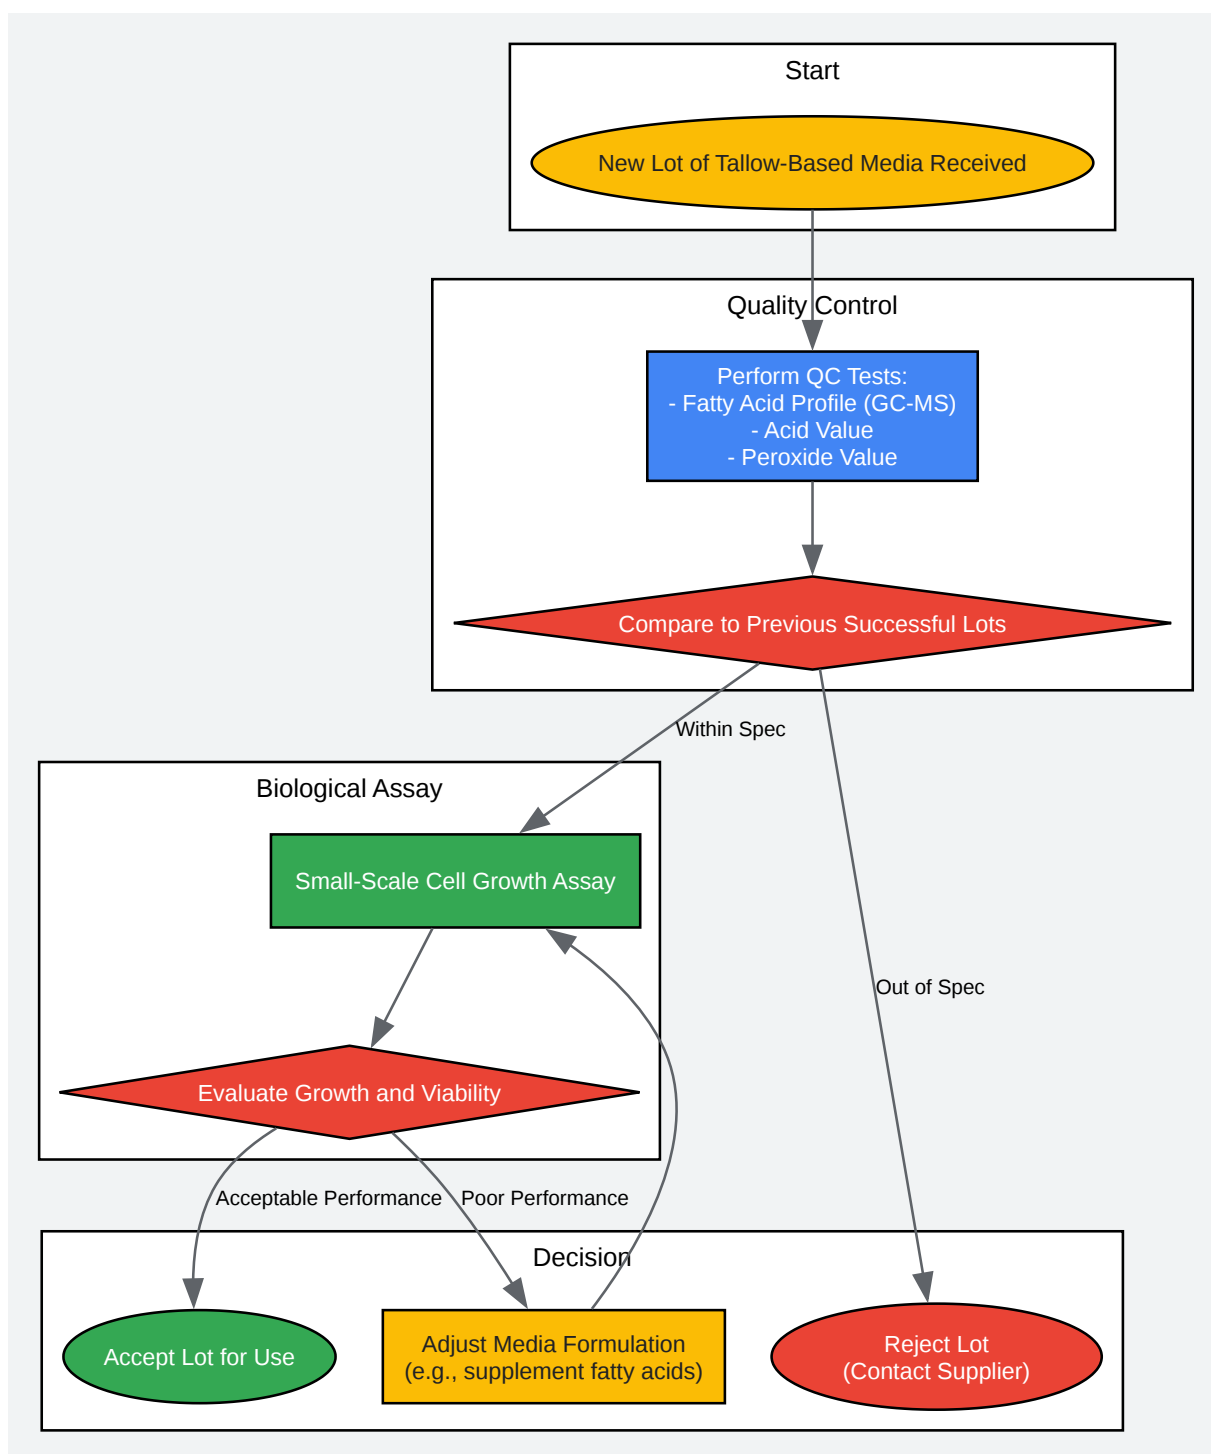 Start
New Lot of Tallow-Based Media Received
Quality Control
Perform QC Tests:
- Fatty Acid Profile (GC-MS)
- Acid Value
- Peroxide Value
Compare to Previous Successful Lots
Within Spec
Biological Assay
Small-Scale Cell Growth Assay
Out of Spec
Evaluate Growth and Viability
Acceptable Performance
Poor Performance
Decision
Accept Lot for Use
Adjust Media Formulation
(e.g., supplement fatty acids)
Reject Lot
(Contact Supplier)